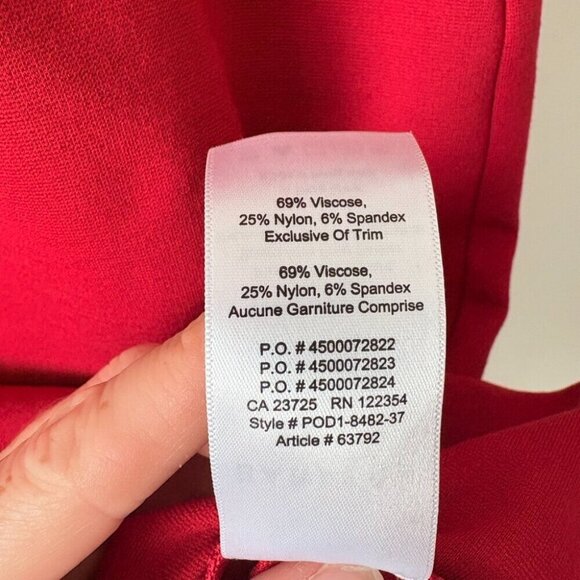 69% Viscose,
25% Nylon, 6% Spandex
Exclusive Of Trim
69% Viscose,
25% Nylon, 6% Spandex
Aucune Garniture Comprise
P.O. # 4500072822
P.O. # 4500072823
P.O. # 4500072824
CA 23725 RN 122354
Style # POD1-8482-37
Article # 63792